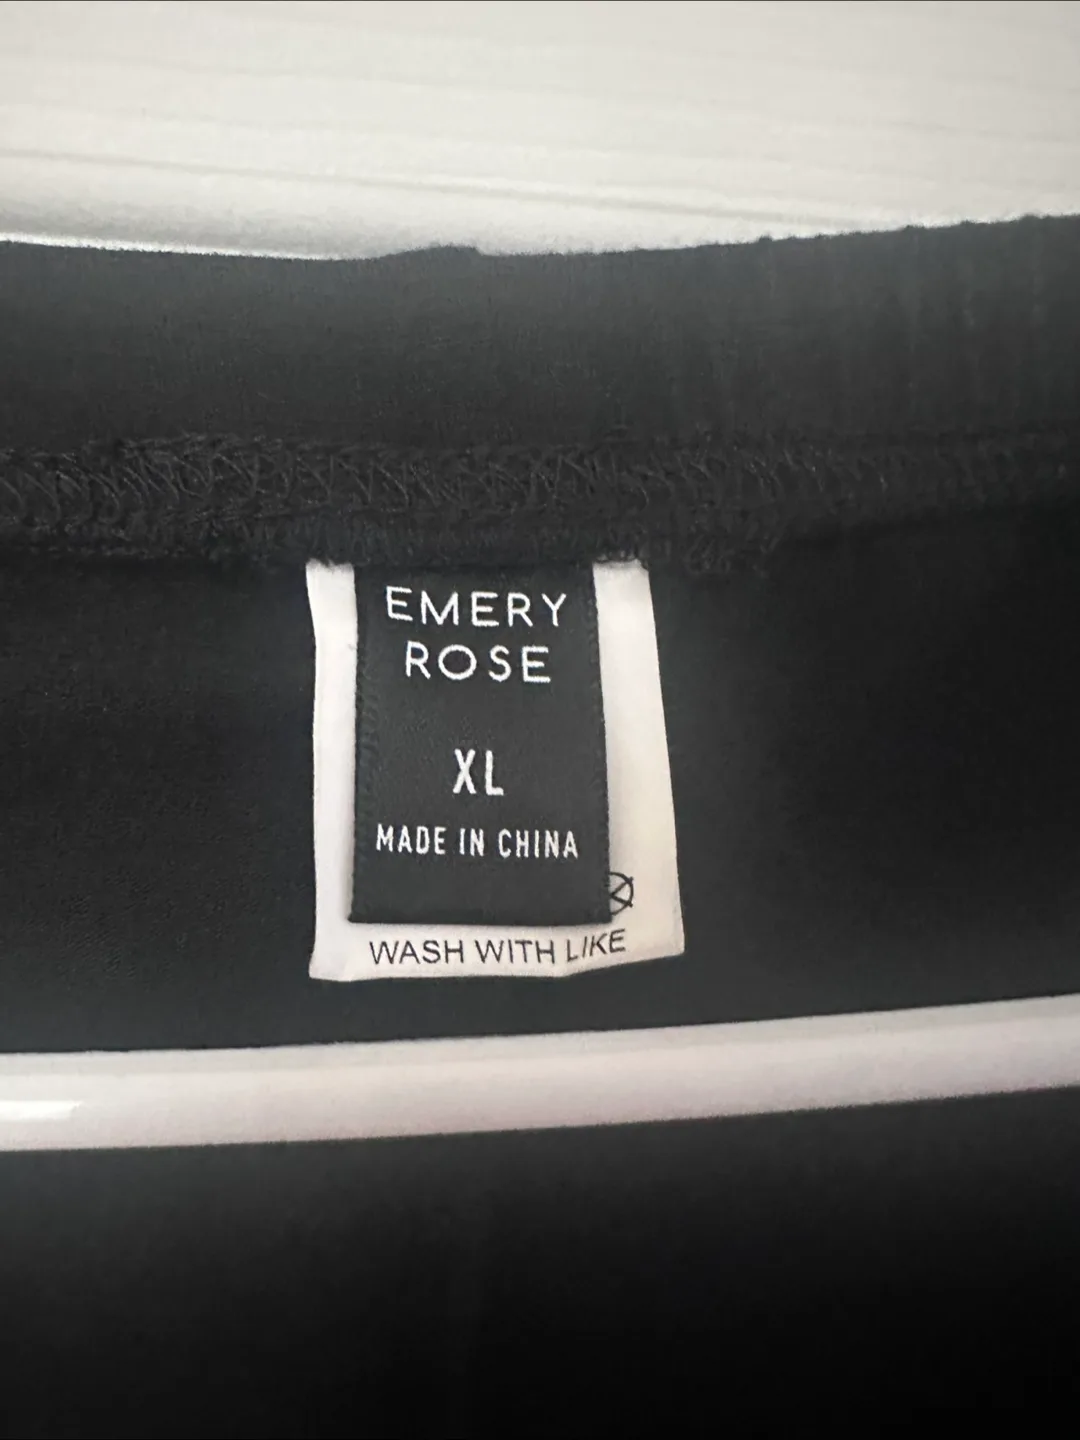 EMERY
ROSE
XL
MADE IN CHINA
WASH WITH LIKE